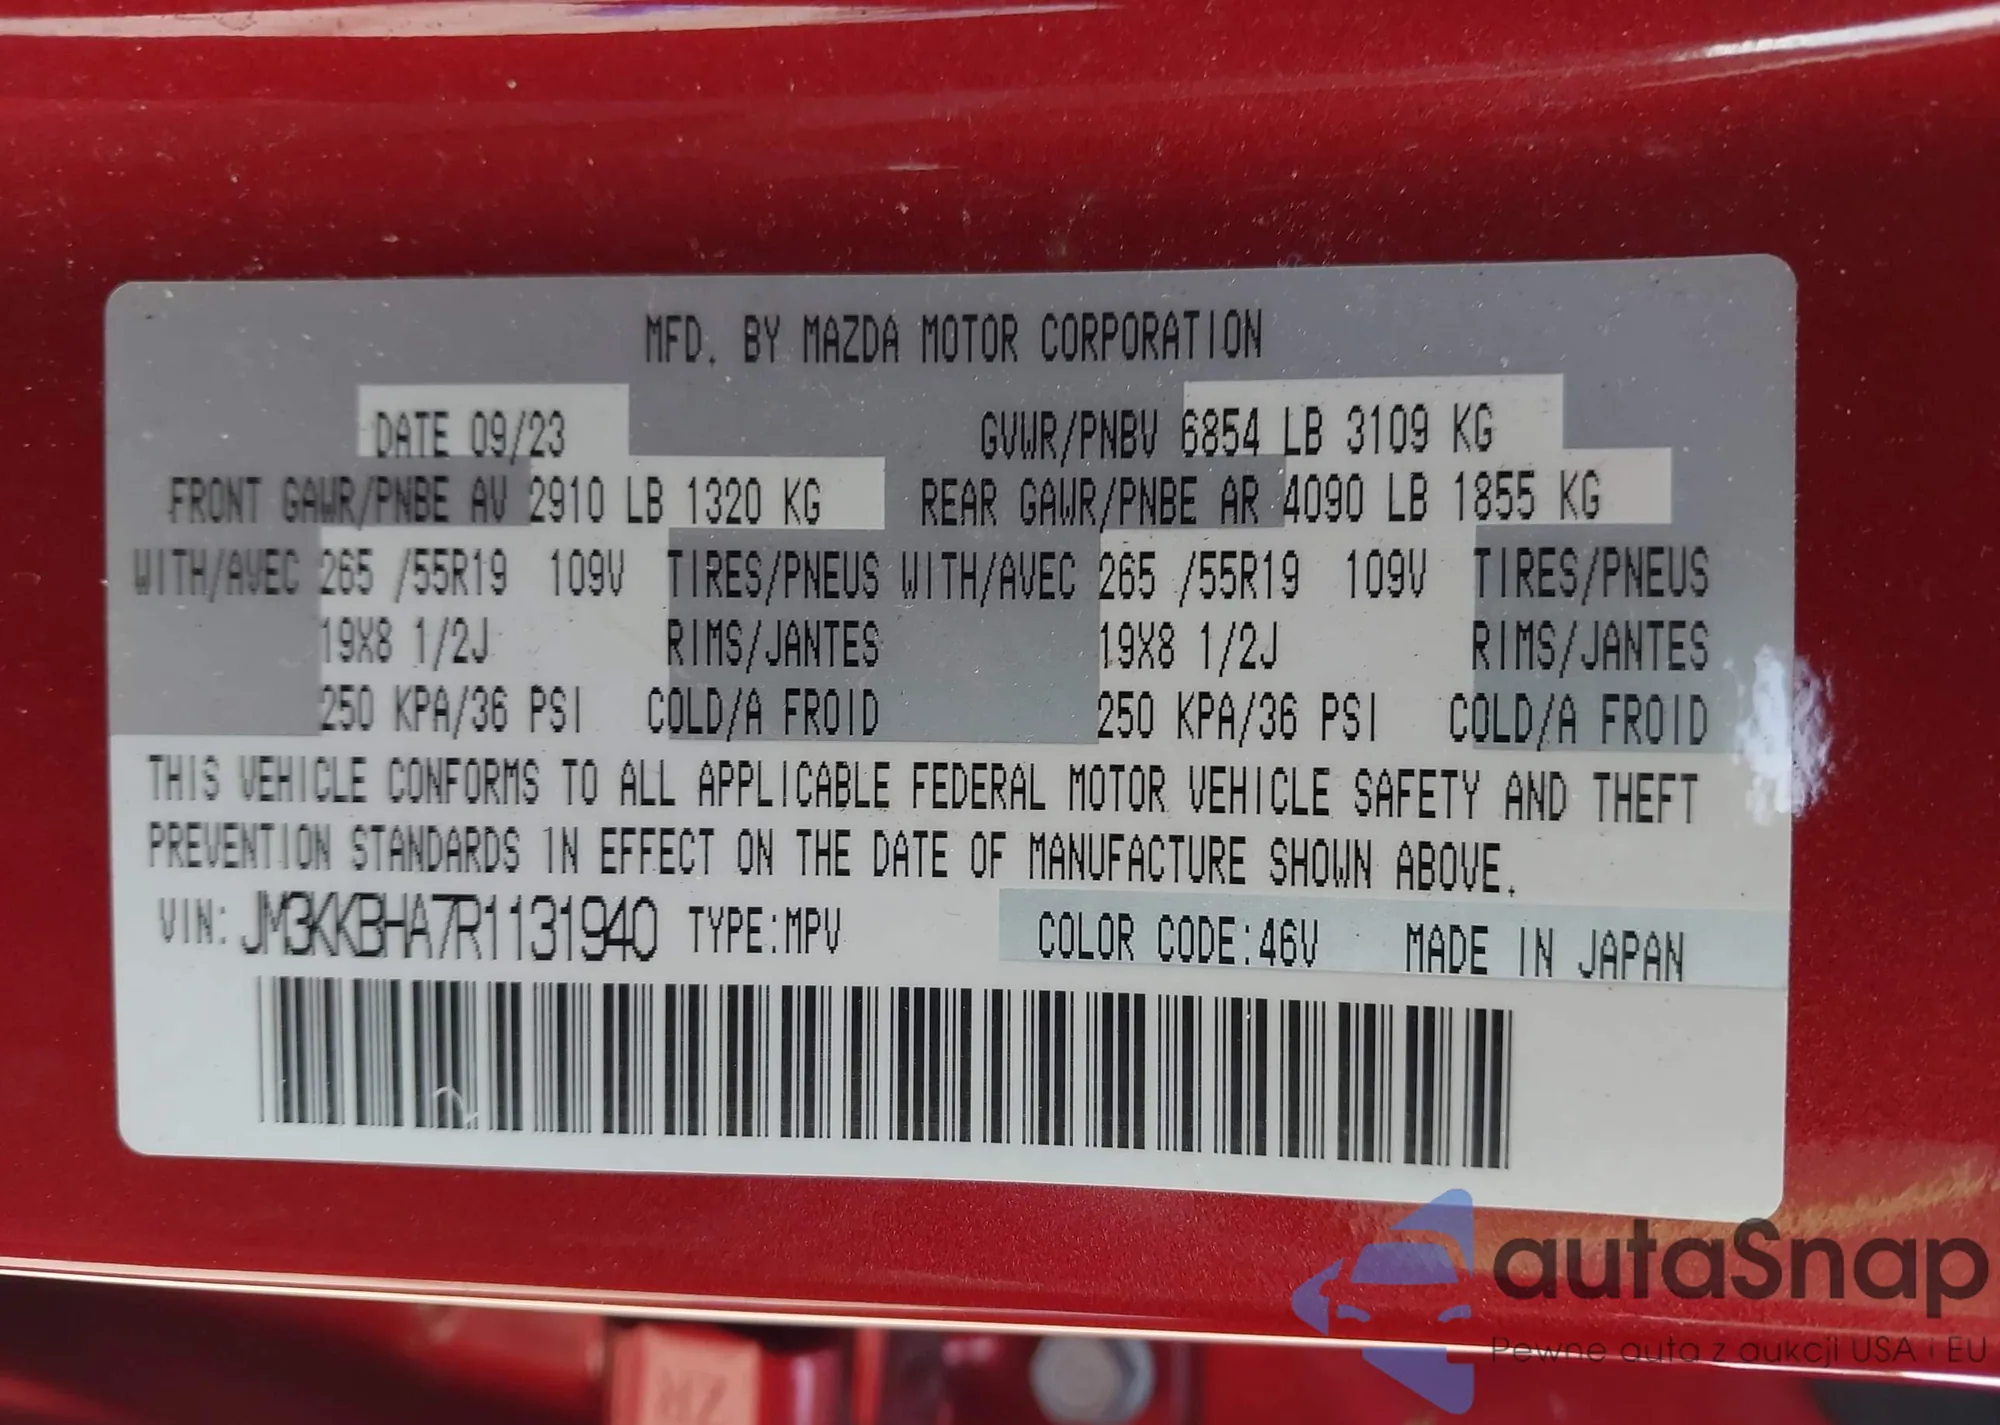 MFD. BY MAZDA MOTOR CORPORATION
DATE 09/23 GVWR/PNBV 6854 LB 3109 KG
FRONT GAWR/PNBE AV 2910 LB 1320 KG REAR GAWR/PNBE AR 4090 LB 1855 KG
WITH/AVEC 265 /55R19 109V TIRES/PNEUS WITH/AVEC 265 /55R19 109V TIRES/PNEUS
19X8 1/2J RIMS/JANTES 19X8 1/2J RIMS/JANTES
250 KPA/36 PSI COLD/A FROID 250 KPA/36 PSI COLD/A FROID
THIS VEHICLE CONFORMS TO ALL APPLICABLE FEDERAL MOTOR VEHICLE SAFETY AND THEFT
PREVENTION STANDARDS IN EFFECT ON THE DATE OF MANUFACTURE SHOWN ABOVE.
VIN: JM3KKBHA7R1131940 TYPE:MPV COLOR CODE:46V MADE IN JAPAN
autaSnap
Pewne auta z aukcji USA i EU